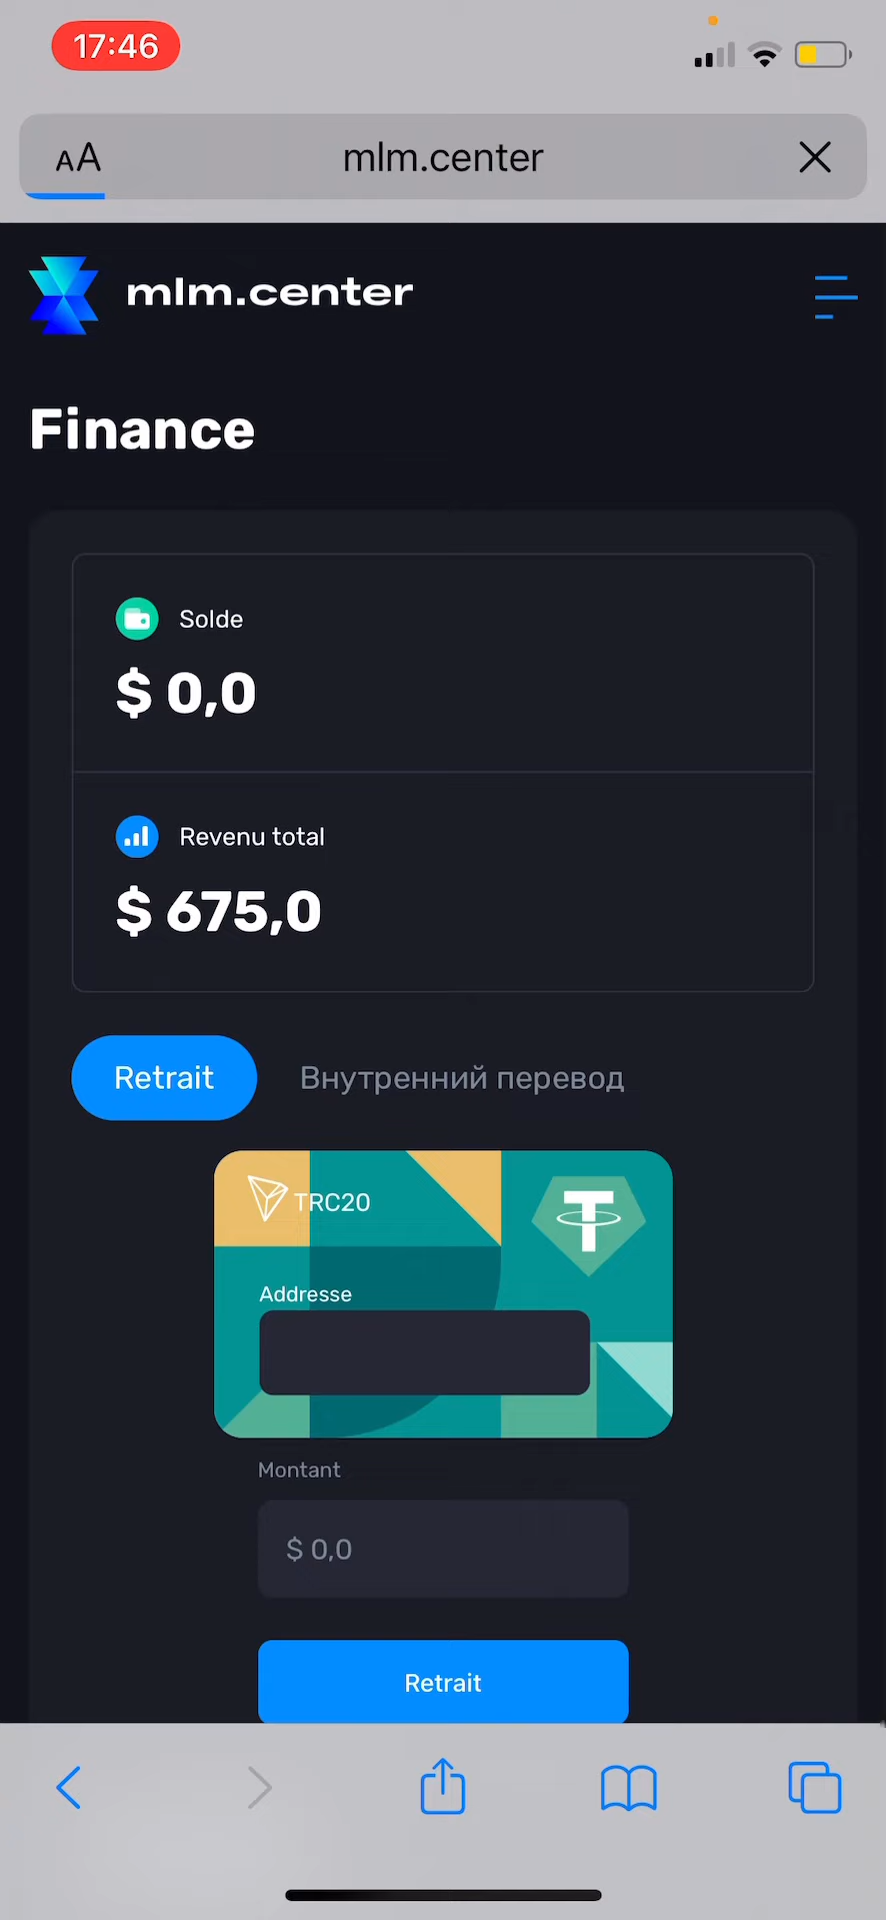 17:46
AA
mlm.center
mlm.center
Finance
Solde
$ 0,0
Revenu total
$ 675,0
Retrait
Внутренний перевод
TRC20
Addresse
Montant
$ 0,0
Retrait